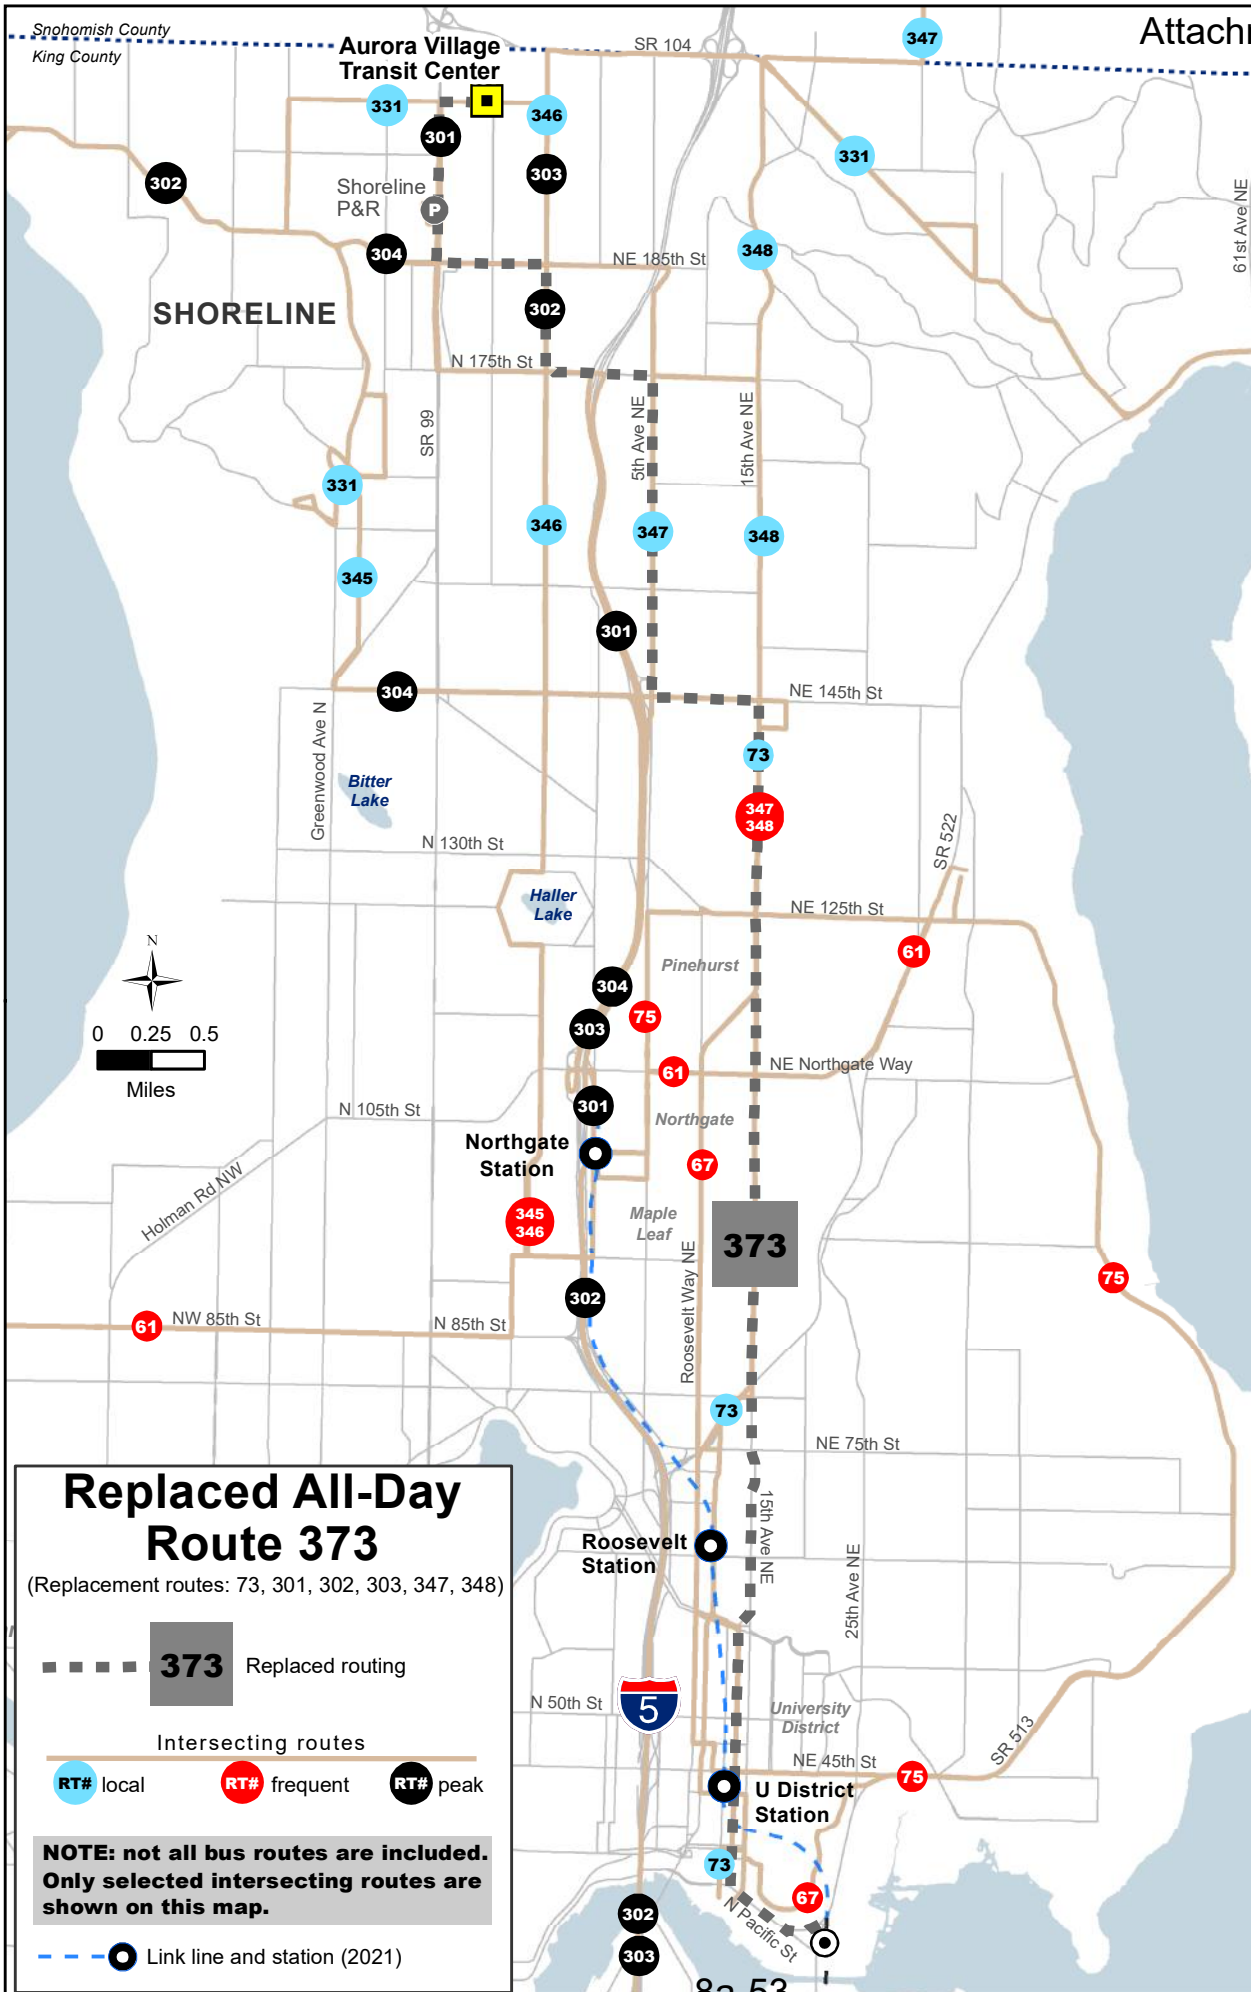 Snohomish County
King County
Attachr
Aurora Village
Transit Center
SR 104
347
331
301
346
331
303
302
Shoreline
P&R
P
61st Ave NE
304
NE 185th St
348
SHORELINE
302
N 175th St
SR 99
5th Ave NE
15th Ave NE
331
346
347
348
345
301
304
NE 145th St
Greenwood Ave N
73
Bitter
Lake
347
348
N 130th St
SR 522
Haller
Lake
NE 125th St
61
N
Pinehurst
304
75
303
0 0.25 0.5
Miles
61
NE Northgate Way
N 105th St
301
Northgate
Northgate
Station
67
Holman Rd NW
345
346
Maple
Leaf
Roosevelt Way NE
373
75
302
61
NW 85th St
N 85th St
73
NE 75th St
15th Ave NE
Roosevelt
Station
25th Ave NE
N 50th St
5
University
District
SR 513
NE 45th St
75
U District
Station
73
67
N Pacific St
302
303
8a-53
Replaced All-Day
Route 373
(Replacement routes: 73, 301, 302, 303, 347, 348)
373 Replaced routing
Intersecting routes
RT# local RT# frequent RT# peak
NOTE: not all bus routes are included.
Only selected intersecting routes are
shown on this map.
Link line and station (2021)